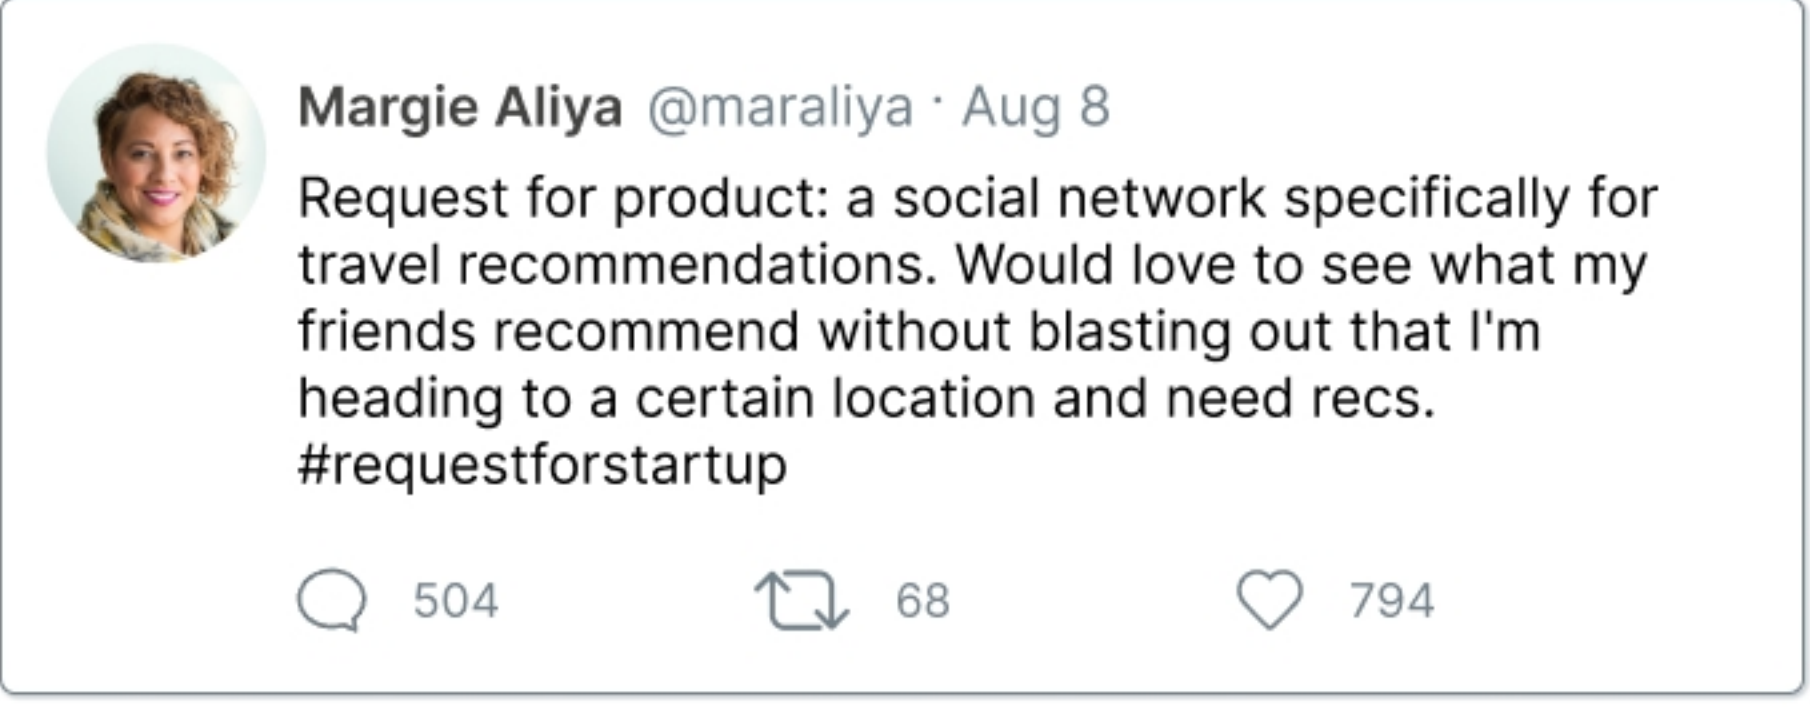 Margie Aliya @maraliya · Aug 8
Request for product: a social network specifically for
travel recommendations. Would love to see what my
friends recommend without blasting out that I'm
heading to a certain location and need recs.
#requestforstartup
504 68 794